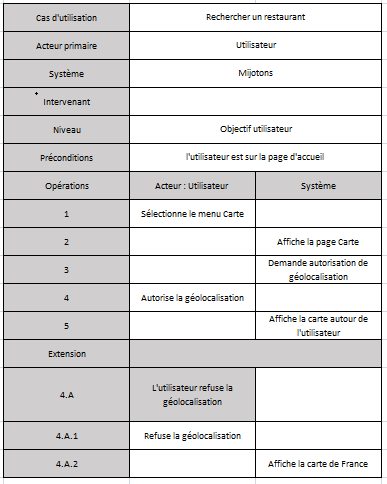 Cas d'utilisation Rechercher un restaurant
Acteur primaire Utilisateur
Système Mijotons
Intervenant
Niveau Objectif utilisateur
Préconditions l'utilisateur est sur la page d'accueil
Opérations Acteur : Utilisateur Système
1 Sélectionne le menu Carte
2 Affiche la page Carte
3 Demande autorisation de
géolocalisation
4 Autorise la géolocalisation
5 Affiche la carte autour de
l'utilisateur
Extension
4.A L'utilisateur refuse la
géolocalisation
4.A.1 Refuse la géolocalisation
4.A.2 Affiche la carte de France